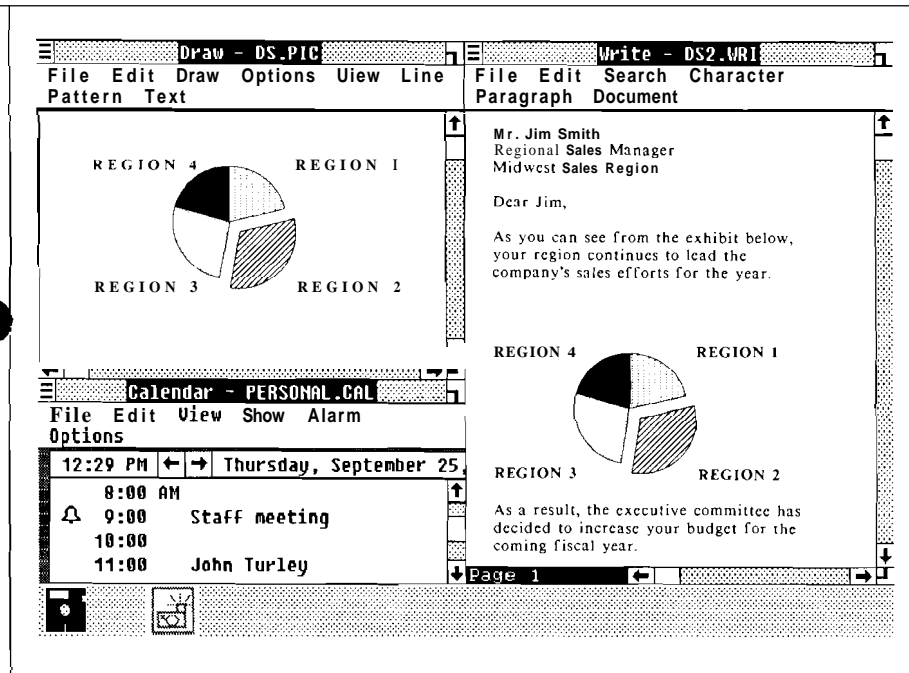 Draw - DS.PIC
File Edit Draw Options View Line
Pattern Text
REGION 4 REGION 1
REGION 3 REGION 2
Calendar - PERSONAL.CAL
File Edit View Show Alarm
Options
12:29 PM Thursday, September 25,
8:00 AM
9:00 Staff meeting
10:00
11:00 John Turley
Write - DS2.WRI
File Edit Search Character
Paragraph Document
Mr. Jim Smith
Regional Sales Manager
Midwest Sales Region
Dear Jim,
As you can see from the exhibit below,
your region continues to lead the
company's sales efforts for the year.
REGION 4 REGION 1
REGION 3 REGION 2
As a result, the executive committee has
decided to increase your budget for the
coming fiscal year.
Page 1